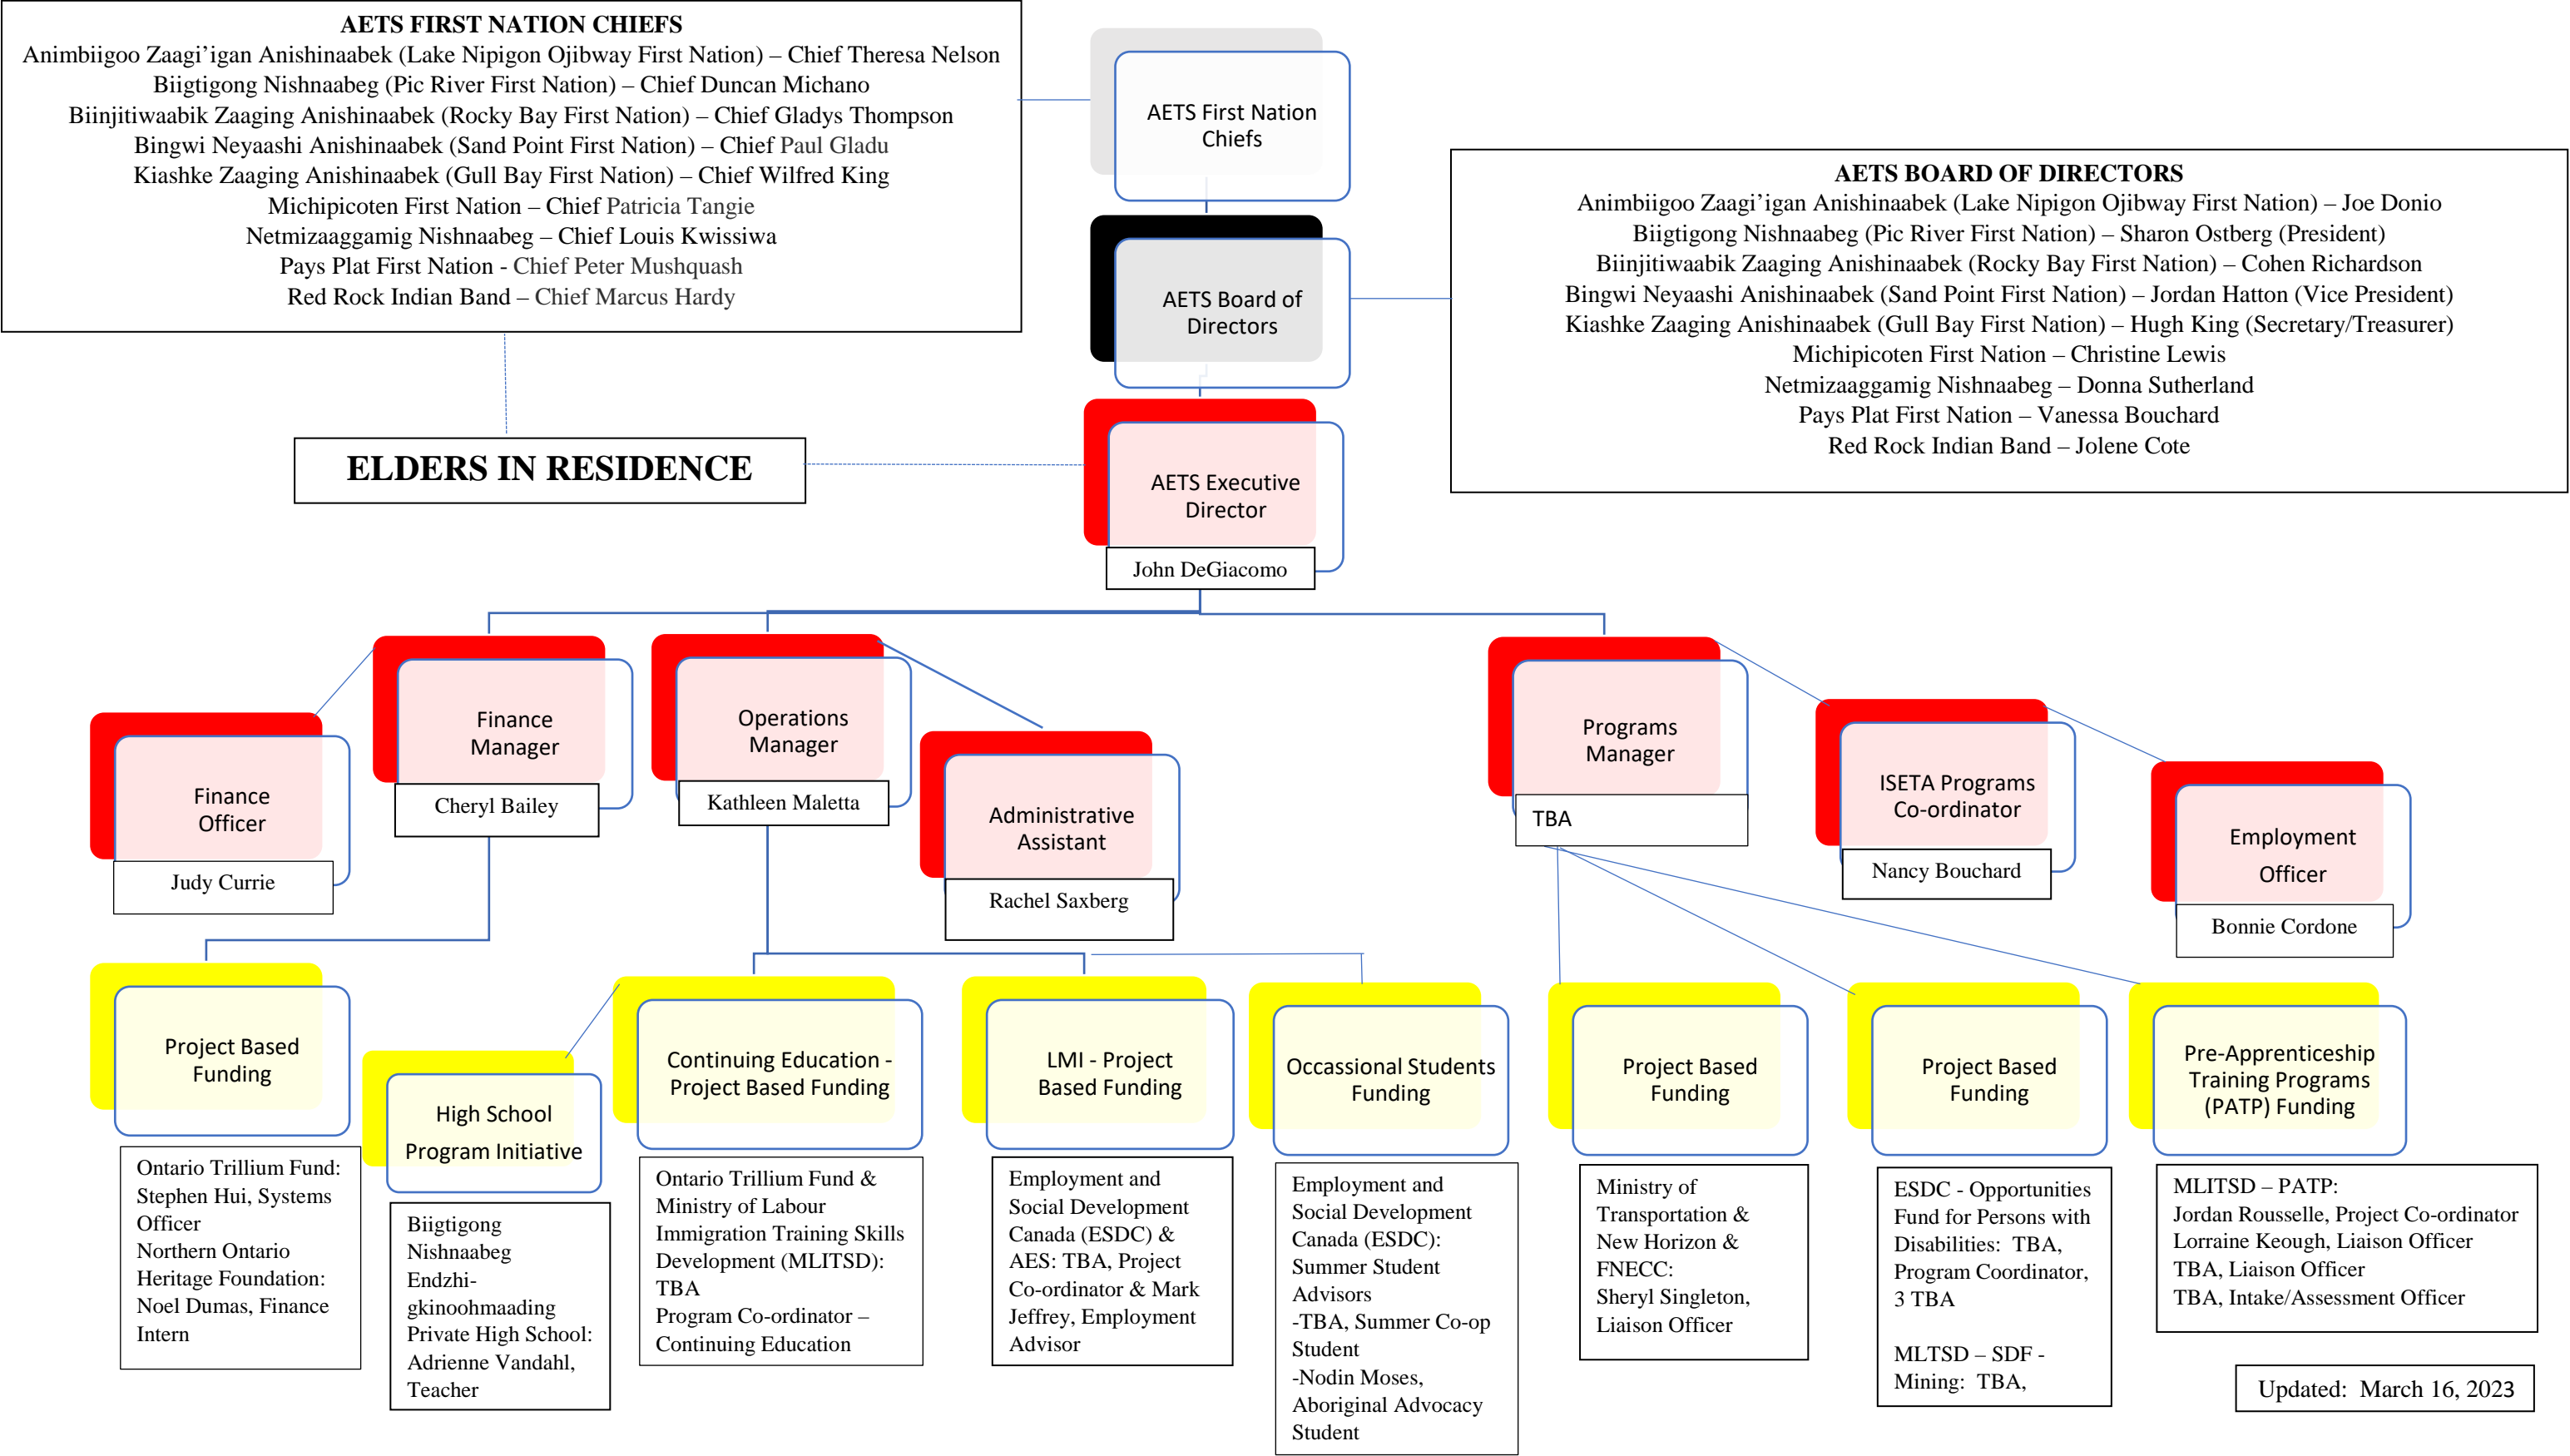 AETS FIRST NATION CHIEFS
Animbiigoo Zaagi’igan Anishinaabek (Lake Nipigon Ojibway First Nation) – Chief Theresa Nelson
Biigtigong Nishnaabeg (Pic River First Nation) – Chief Duncan Michano
Biinjitiwaabik Zaaging Anishinaabek (Rocky Bay First Nation) – Chief Gladys Thompson
Bingwi Neyaashi Anishinaabek (Sand Point First Nation) – Chief Paul Gladu
Kiashke Zaaging Anishinaabek (Gull Bay First Nation) – Chief Wilfred King
Michipicoten First Nation – Chief Patricia Tangie
Netmizaaggamig Nishnaabeg – Chief Louis Kwissiwa
Pays Plat First Nation - Chief Peter Mushquash
Red Rock Indian Band – Chief Marcus Hardy
AETS First Nation
Chiefs
AETS BOARD OF DIRECTORS
Animbiigoo Zaagi’igan Anishinaabek (Lake Nipigon Ojibway First Nation) – Joe Donio
Biigtigong Nishnaabeg (Pic River First Nation) – Sharon Ostberg (President)
Biinjitiwaabik Zaaging Anishinaabek (Rocky Bay First Nation) – Cohen Richardson
Bingwi Neyaashi Anishinaabek (Sand Point First Nation) – Jordan Hatton (Vice President)
Kiashke Zaaging Anishinaabek (Gull Bay First Nation) – Hugh King (Secretary/Treasurer)
Michipicoten First Nation – Christine Lewis
Netmizaaggamig Nishnaabeg – Donna Sutherland
Pays Plat First Nation – Vanessa Bouchard
Red Rock Indian Band – Jolene Cote
AETS Board of
Directors
ELDERS IN RESIDENCE
AETS Executive
Director
John DeGiacomo
Finance
Officer
Judy Currie
Finance
Manager
Cheryl Bailey
Operations
Manager
Kathleen Maletta
Administrative
Assistant
Rachel Saxberg
Programs
Manager
TBA
ISETA Programs
Co-ordinator
Nancy Bouchard
Employment
Officer
Bonnie Cordone
Project Based
Funding
Ontario Trillium Fund:
Stephen Hui, Systems
Officer
Northern Ontario
Heritage Foundation:
Noel Dumas, Finance
Intern
High School
Program Initiative
Biigtigong
Nishnaabeg
Endzhi-
gkinoohmaading
Private High School:
Adrienne Vandahl,
Teacher
Continuing Education -
Project Based Funding
Ontario Trillium Fund &
Ministry of Labour
Immigration Training Skills
Development (MLITSD):
TBA
Program Co-ordinator –
Continuing Education
LMI - Project
Based Funding
Employment and
Social Development
Canada (ESDC) &
AES: TBA, Project
Co-ordinator & Mark
Jeffrey, Employment
Advisor
Occassional Students
Funding
Employment and
Social Development
Canada (ESDC):
Summer Student
Advisors
-TBA, Summer Co-op
Student
-Nodin Moses,
Aboriginal Advocacy
Student
Project Based
Funding
Ministry of
Transportation &
New Horizon &
FNECC:
Sheryl Singleton,
Liaison Officer
Project Based
Funding
ESDC - Opportunities
Fund for Persons with
Disabilities: TBA,
Program Coordinator,
3 TBA
MLTSD – SDF -
Mining: TBA,
Pre-Apprenticeship
Training Programs
(PATP) Funding
MLITSD – PATP:
Jordan Rousselle, Project Co-ordinator
Lorraine Keough, Liaison Officer
TBA, Liaison Officer
TBA, Intake/Assessment Officer
Updated: March 16, 2023